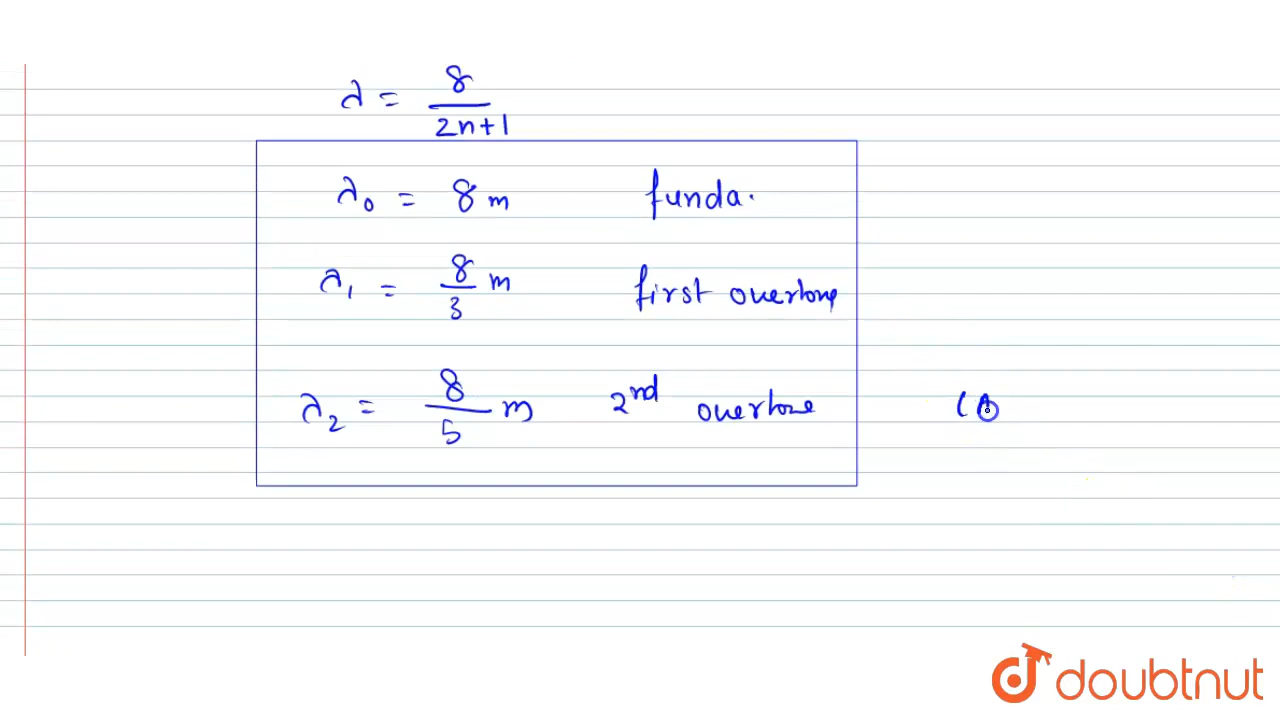 λ = 8/2n+1
λ₀ = 8 m funda.
λ₁ = 8/3 m first overtone
λ₂ = 8/5 m 2nd overtone (A
doubtnut